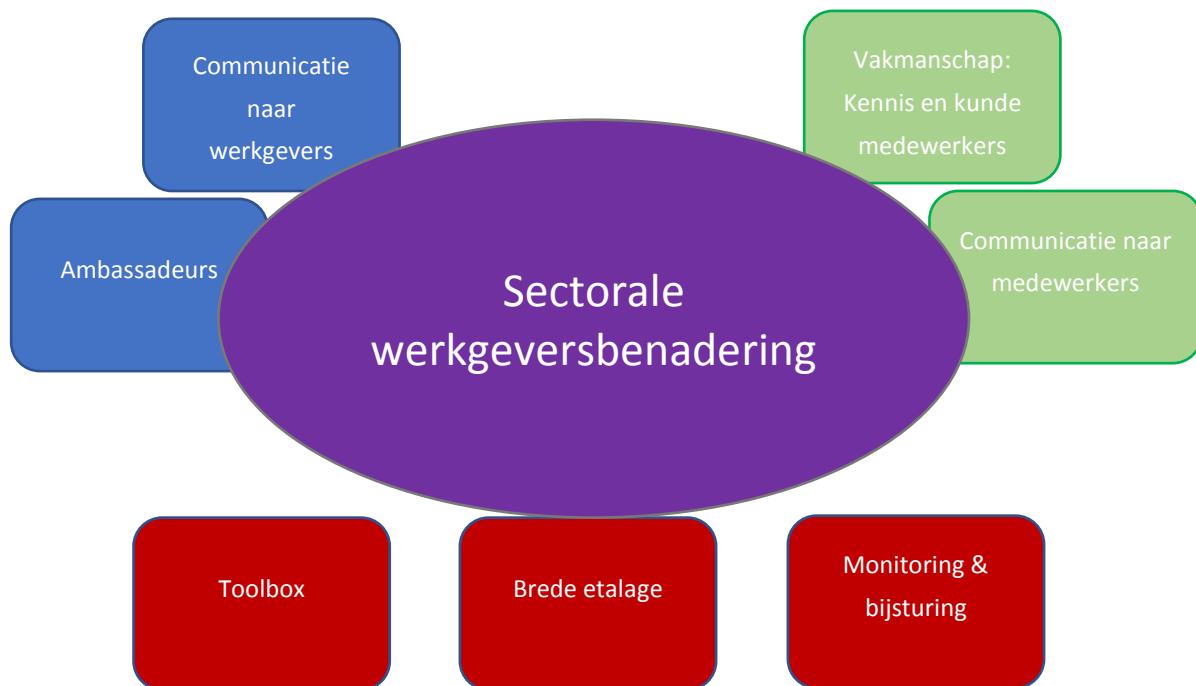 Communicatie
naar
werkgevers
Vakmanschap:
Kennis en kunde
medewerkers
Ambassadeurs
Communicatie naar
medewerkers
Sectorale
werkgeversbenadering
Toolbox
Brede etalage
Monitoring &
bijsturing